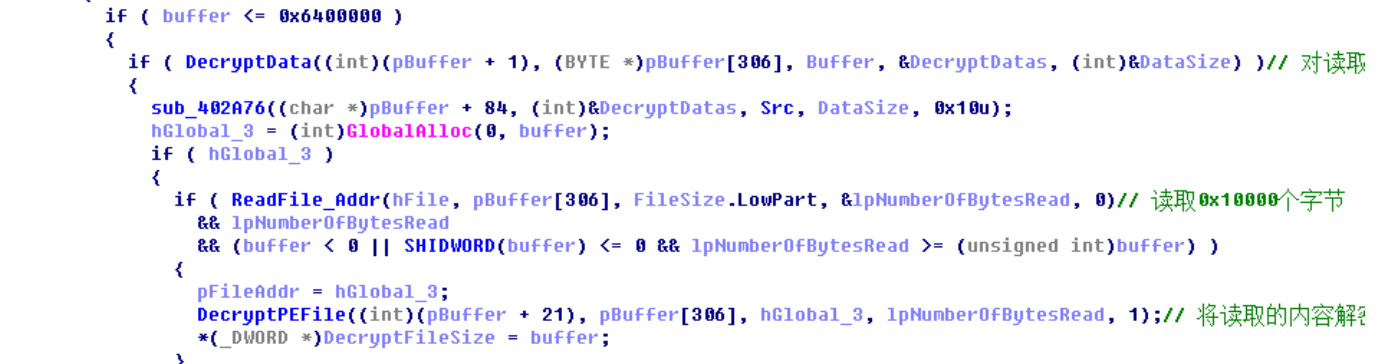 if ( buffer <= 0x6400000 )
{
if ( DecryptData((int)(pBuffer + 1), (BYTE *)pBuffer[306], Buffer, &DecryptDatas, (int)&DataSize) )// 对读取
{
sub_402A76((char *)pBuffer + 84, (int)&DecryptDatas, Src, DataSize, 0x10u);
hGlobal_3 = (int)GlobalAlloc(0, buffer);
if ( hGlobal_3 )
{
if ( ReadFile_Addr(hFile, pBuffer[306], FileSize.LowPart, &lpNumberOfBytesRead, 0)// 读取0x10000个字节
&& lpNumberOfBytesRead
&& (buffer < 0 || SHIDWORD(buffer) <= 0 && lpNumberOfBytesRead >= (unsigned int)buffer) )
{
pFileAddr = hGlobal_3;
DecryptPEFile((int)(pBuffer + 21), pBuffer[306], hGlobal_3, lpNumberOfBytesRead, 1);// 将读取的内容解密
*(_DWORD *)DecryptFileSize = buffer;
}